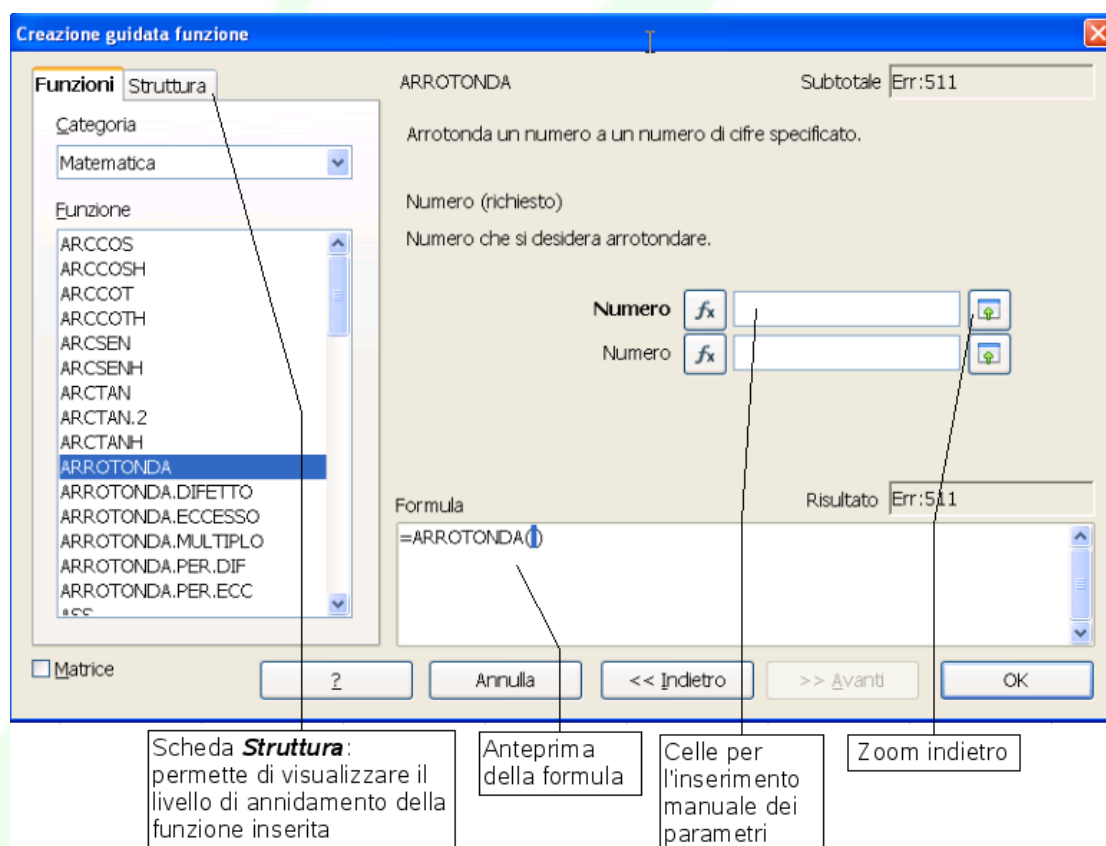 Creazione guidata funzione
Funzioni Struttura
Categoria
Matematica
Funzione
ARCCOS
ARCCOSH
ARCCOT
ARCCOTH
ARCSEN
ARCSENH
ARCTAN
ARCTAN.2
ARCTANH
ARROTONDA
ARROTONDA.DIFETTO
ARROTONDA.ECCESSO
ARROTONDA.MULTIPLO
ARROTONDA.PER.DIF
ARROTONDA.PER.ECC
ASS
Matrice
ARROTONDA
Subtotale Err:511
Arrotonda un numero a un numero di cifre specificato.
Numero (richiesto)
Numero che si desidera arrotondare.
Numero fx
Numero fx
Formula
Risultato Err:511
=ARROTONDA()
? Annulla << Indietro >> Avanti OK
Scheda Struttura:
permette di visualizzare il
livello di annidamento della
funzione inserita
Anteprima
della formula
Celle per
l'inserimento
manuale dei
parametri
Zoom indietro